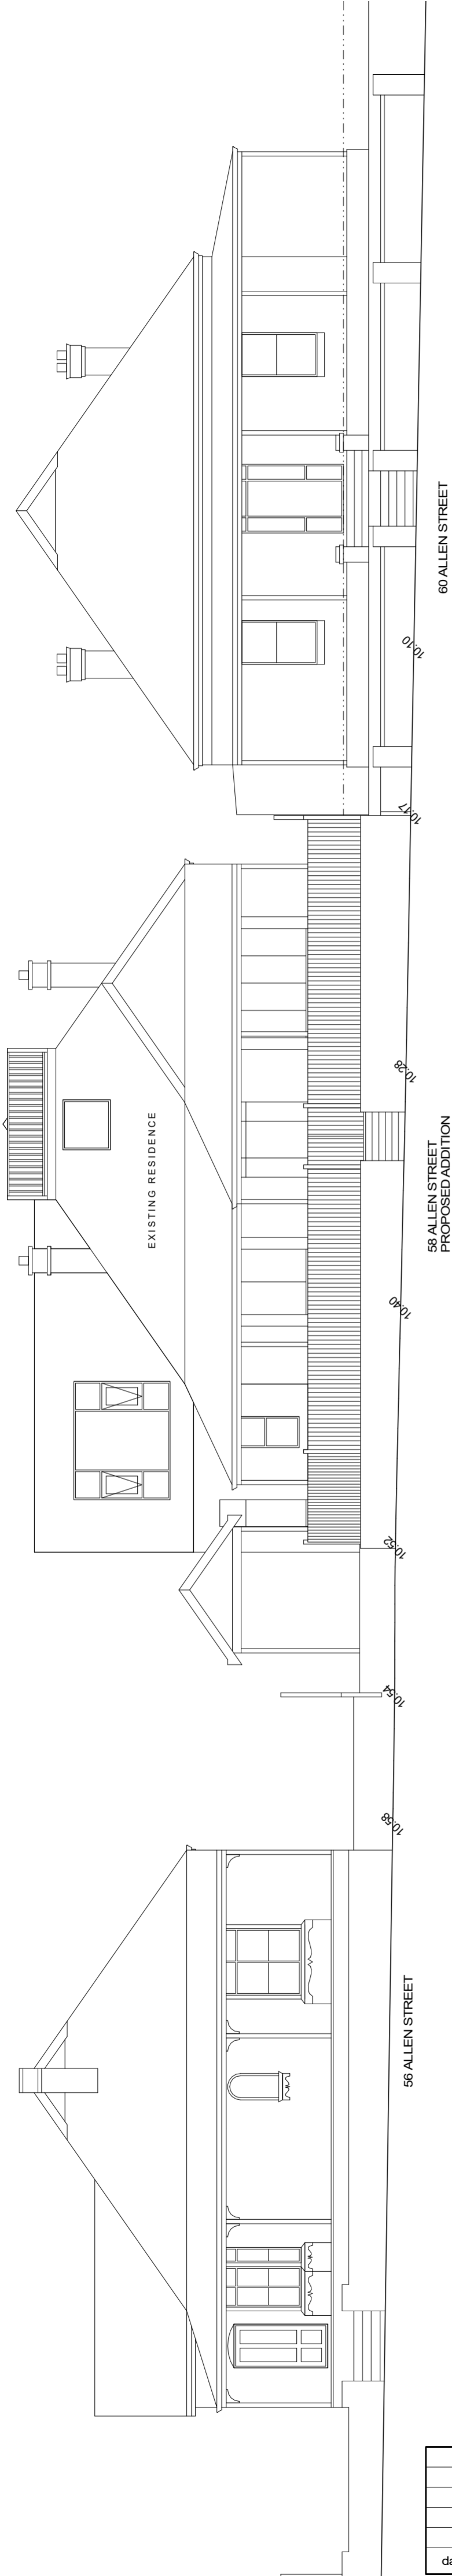 56 ALLEN STREET
10.58
10.54
10.52
EXISTING RESIDENCE
10.40
58 ALLEN STREET
PROPOSED ADDITION
10.28
10.17
10.10
60 ALLEN STREET